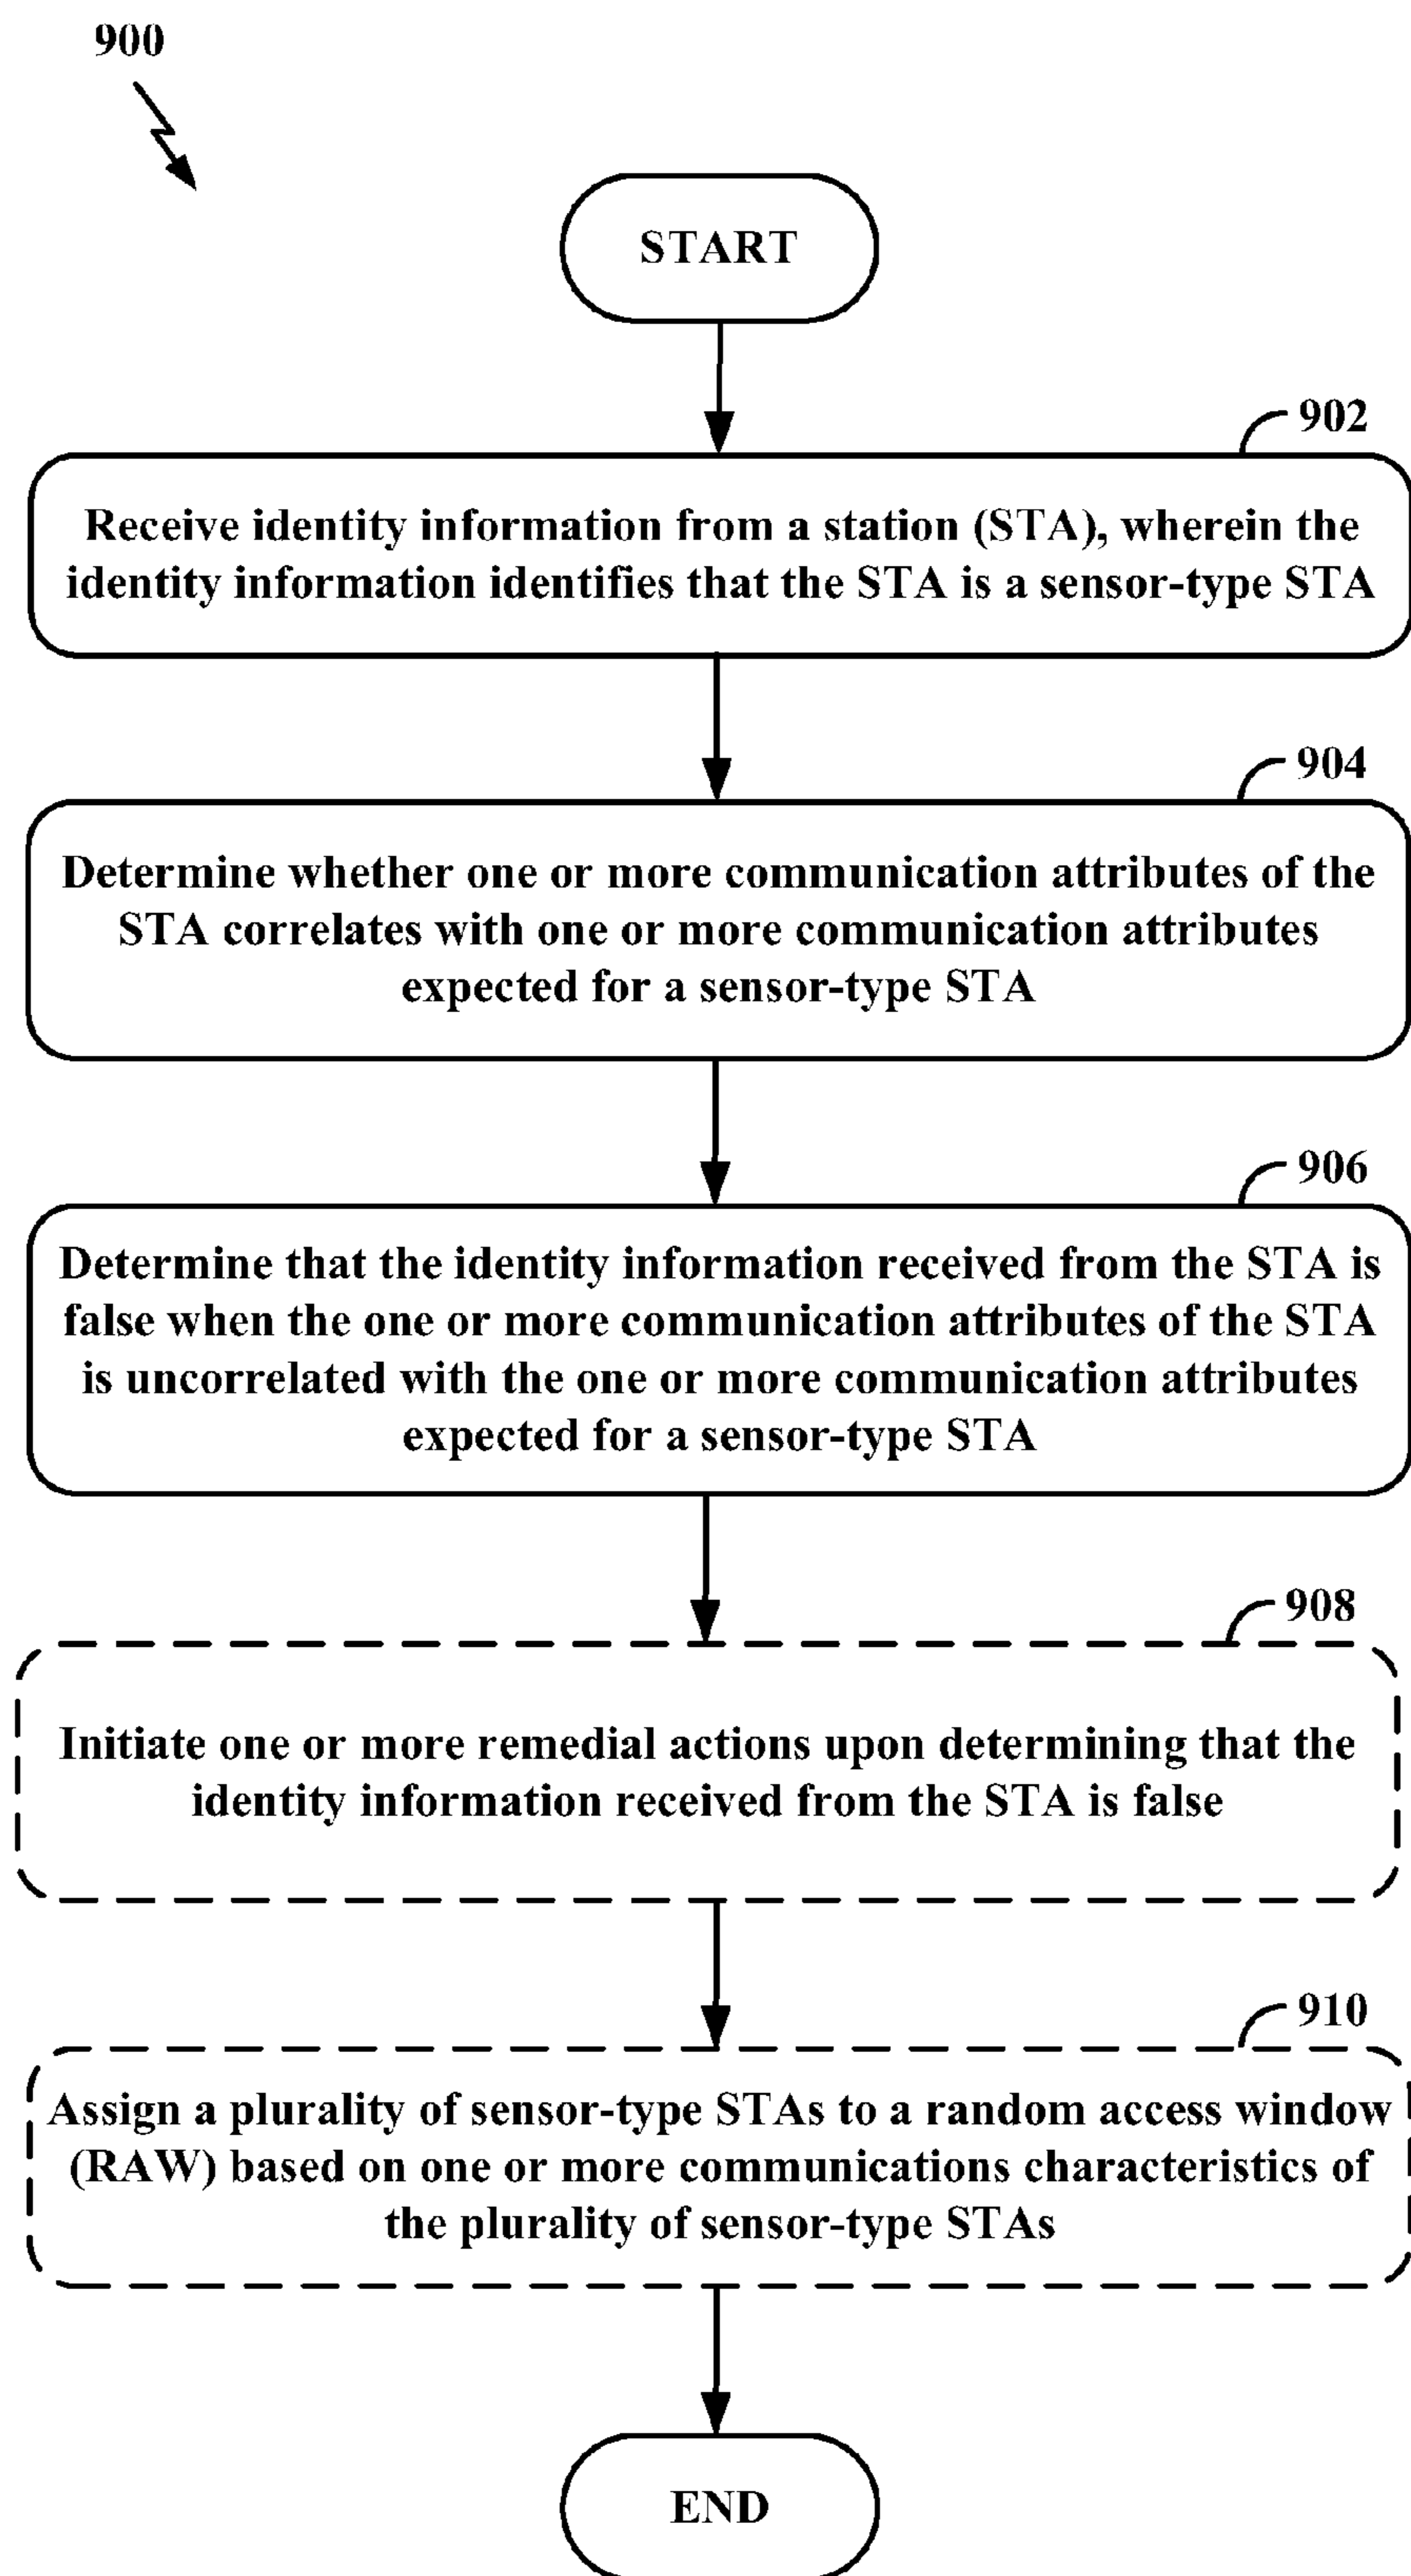 900
START
902
Receive identity information from a station (STA), wherein the
identity information identifies that the STA is a sensor-type STA
904
Determine whether one or more communication attributes of the
STA correlates with one or more communication attributes
expected for a sensor-type STA
906
Determine that the identity information received from the STA is
false when the one or more communication attributes of the STA
is uncorrelated with the one or more communication attributes
expected for a sensor-type STA
908
Initiate one or more remedial actions upon determining that the
identity information received from the STA is false
910
Assign a plurality of sensor-type STAs to a random access window
(RAW) based on one or more communications characteristics of
the plurality of sensor-type STAs
END